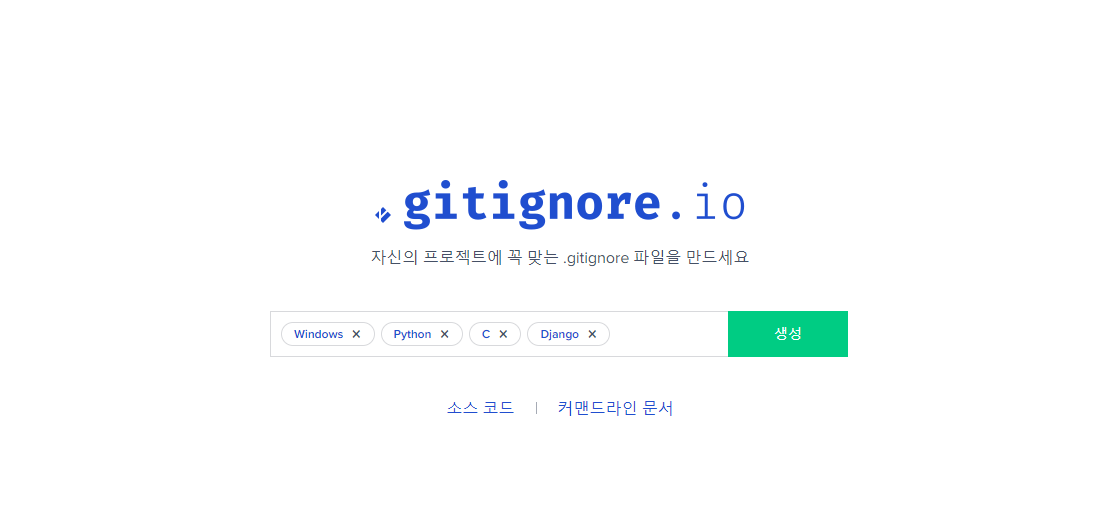 gitignore.io
자신의 프로젝트에 꼭 맞는 .gitignore 파일을 만드세요
Windows × Python × C × Django × 생성
소스 코드 | 커맨드라인 문서